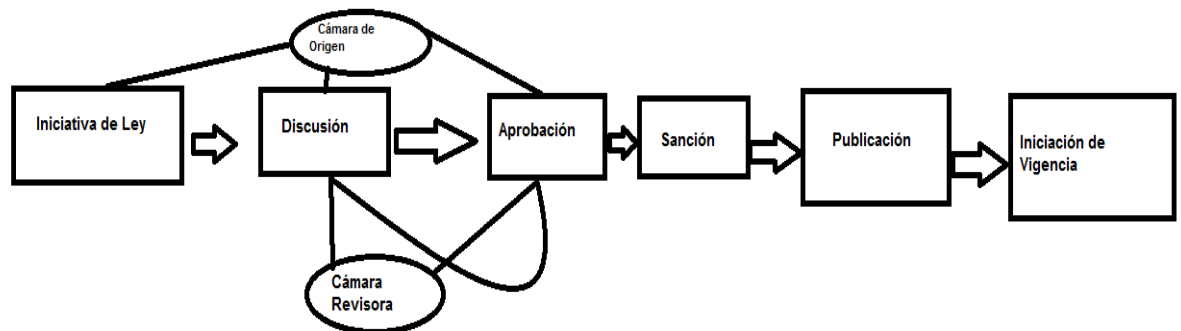 Cámara de
Origen
Iniciativa de Ley
Discusión
Aprobación
Sanción
Publicación
Iniciación de
Vigencia
Cámara
Revisora